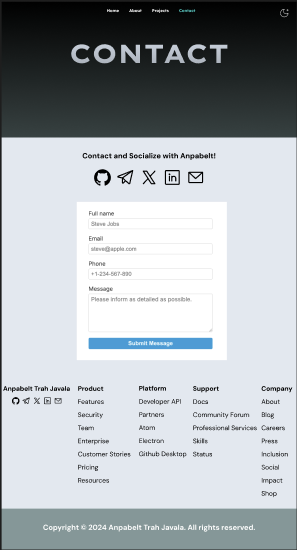 Home About Projects Contact
CONTACT
Contact and Socialize with Anpabelt!
Full name
Steve Jobs
Email
steve@apple.com
Phone
+1-234-567-890
Message
Please inform as detailed as possible.
Submit Message
Anpabelt Trah Javala
Product
Features
Security
Team
Enterprise
Customer Stories
Pricing
Resources
Platform
Developer API
Partners
Atom
Electron
Github Desktop
Support
Docs
Community Forum
Professional Services
Skills
Status
Company
About
Blog
Careers
Press
Inclusion
Social
Impact
Shop
Copyright © 2024 Anpabelt Trah Javala. All rights reserved.